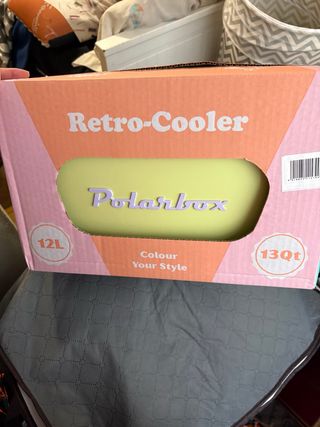 Retro-Cooler
Polarbox
12L
Colour
Your Style
13Qt